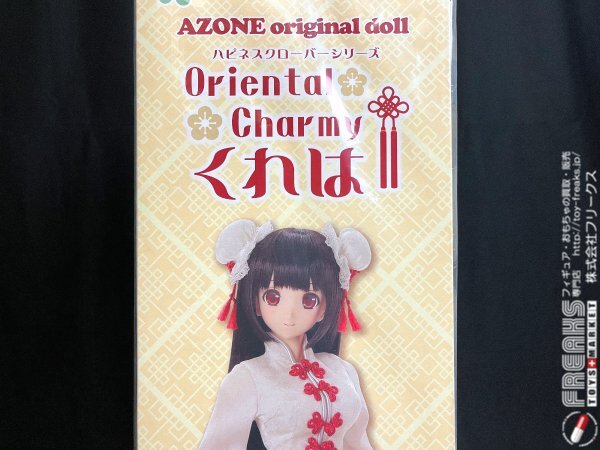 AZONE original doll
ハピネスクローバーシリーズ
Oriental
Charmy
くれは
フィギュア・おもちゃの買取・販売
専門店 http://toy-freaks.jp/
株式会社フリークス
FREAKS
TOYS★MARKET